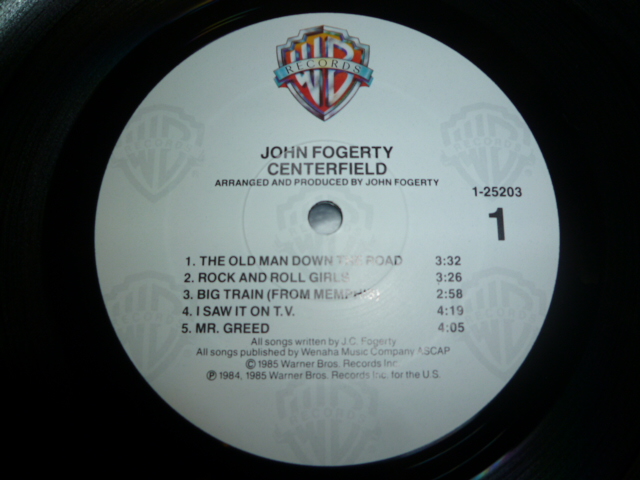 WB
RECORDS
JOHN FOGERTY
CENTERFIELD
ARRANGED AND PRODUCED BY JOHN FOGERTY
1-25203
1
1. THE OLD MAN DOWN THE ROAD 3:32
2. ROCK AND ROLL GIRLS 3:26
3. BIG TRAIN (FROM MEMPHIS) 2:58
4. I SAW IT ON T.V. 4:19
5. MR. GREED 4:05
All songs written by J.C. Fogerty
All songs published by Wenaha Music Company ASCAP
©1985 Warner Bros. Records Inc.
℗ 1984, 1985 Warner Bros. Records Inc. for the U.S.